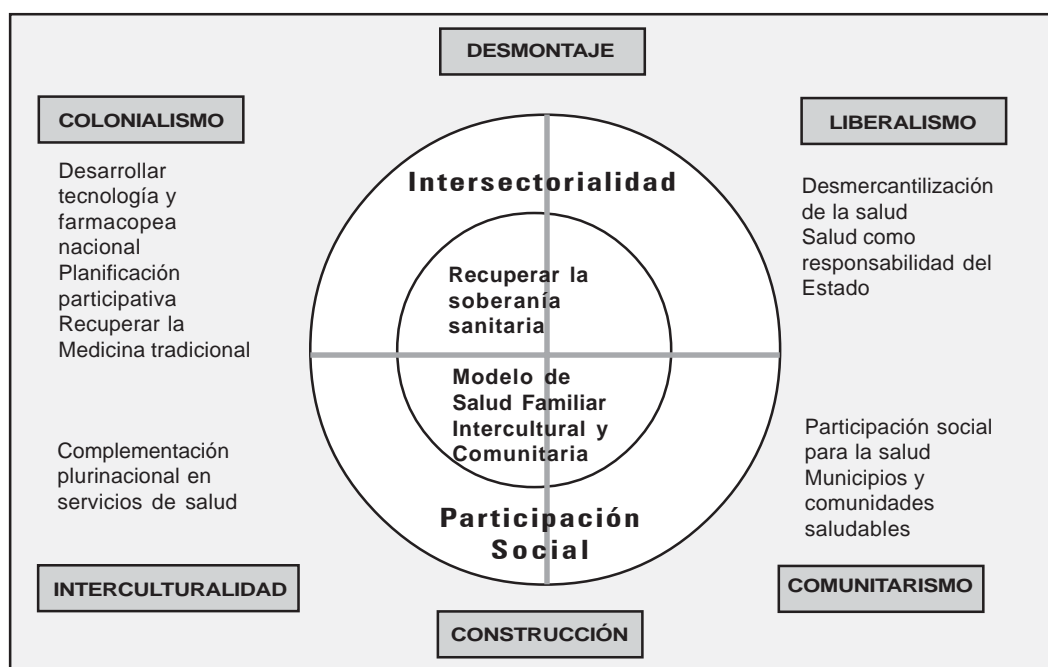 DESMONTAJE
COLONIALISMO
Desarrollar
tecnología y
farmacopea
nacional
Planificación
participativa
Recuperar la
Medicina tradicional
LIBERALISMO
Desmercantilización
de la salud
Salud como
responsabilidad del
Estado
Intersectorialidad
Recuperar la
soberanía
sanitaria
Modelo de
Salud Familiar
Intercultural y
Comunitaria
Participación
Social
Complementación
plurinacional en
servicios de salud
INTERCULTURALIDAD
Participación social
para la salud
Municipios y
comunidades
saludables
COMUNITARISMO
CONSTRUCCIÓN